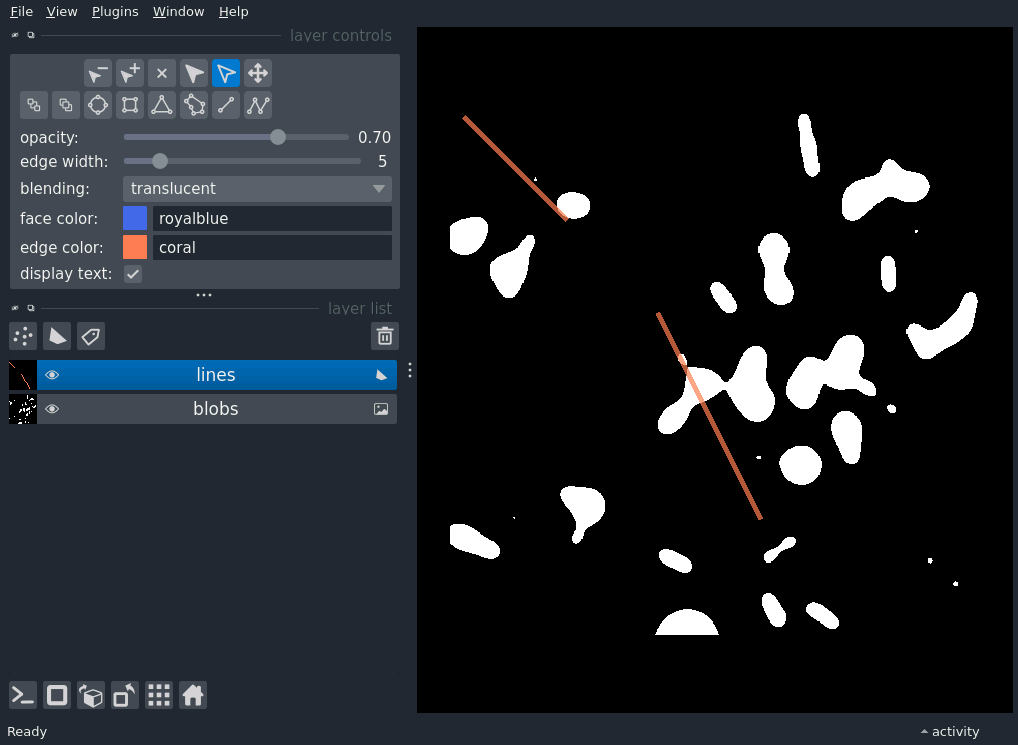 File View Plugins Window Help
layer controls
opacity: 0.70
edge width: 5
blending: translucent
face color: royalblue
edge color: coral
display text:
layer list
lines
blobs
Ready
activity